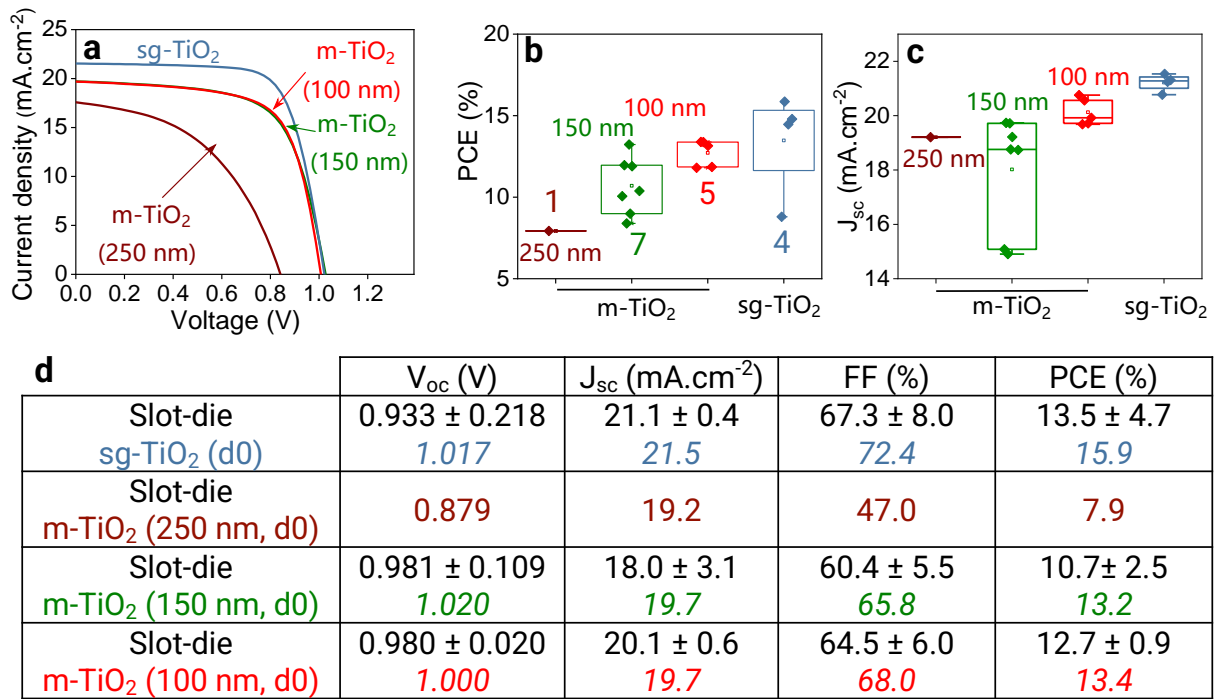 a
sg-TiO₂
m-TiO₂
(100 nm)
m-TiO₂
(150 nm)
m-TiO₂
(250 nm)
Current density (mA.cm⁻²)
25
20
15
10
5
0
0.0 0.2 0.4 0.6 0.8 1.0 1.2
Voltage (V)
b
PCE (%)
20
15
10
5
1
250 nm
150 nm
7
100 nm
5
4
m-TiO₂
sg-TiO₂
c
Jsc (mA.cm⁻²)
22
20
18
16
14
250 nm
150 nm
100 nm
m-TiO₂
sg-TiO₂
d Voc (V) Jsc (mA.cm⁻²) FF (%) PCE (%)
Slot-die 0.933 ± 0.218 21.1 ± 0.4 67.3 ± 8.0 13.5 ± 4.7
sg-TiO₂ (d0) 1.017 21.5 72.4 15.9
Slot-die
m-TiO₂ (250 nm, d0) 0.879 19.2 47.0 7.9
Slot-die 0.981 ± 0.109 18.0 ± 3.1 60.4 ± 5.5 10.7± 2.5
m-TiO₂ (150 nm, d0) 1.020 19.7 65.8 13.2
Slot-die 0.980 ± 0.020 20.1 ± 0.6 64.5 ± 6.0 12.7 ± 0.9
m-TiO₂ (100 nm, d0) 1.000 19.7 68.0 13.4